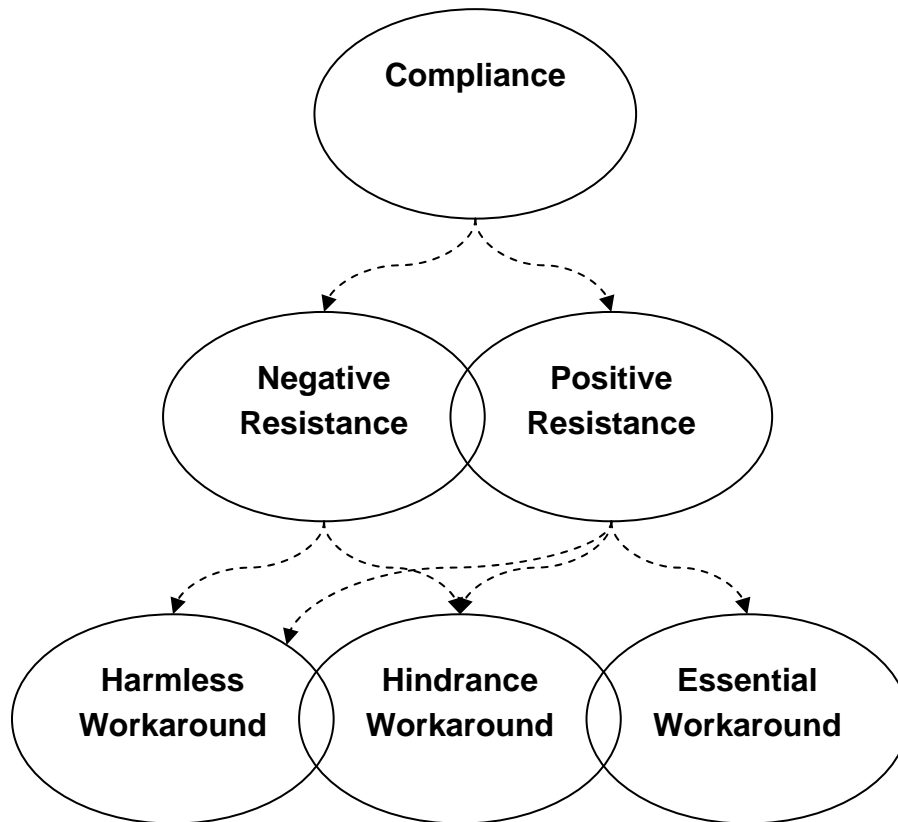 Compliance
Negative
Resistance
Positive
Resistance
Harmless
Workaround
Hindrance
Workaround
Essential
Workaround